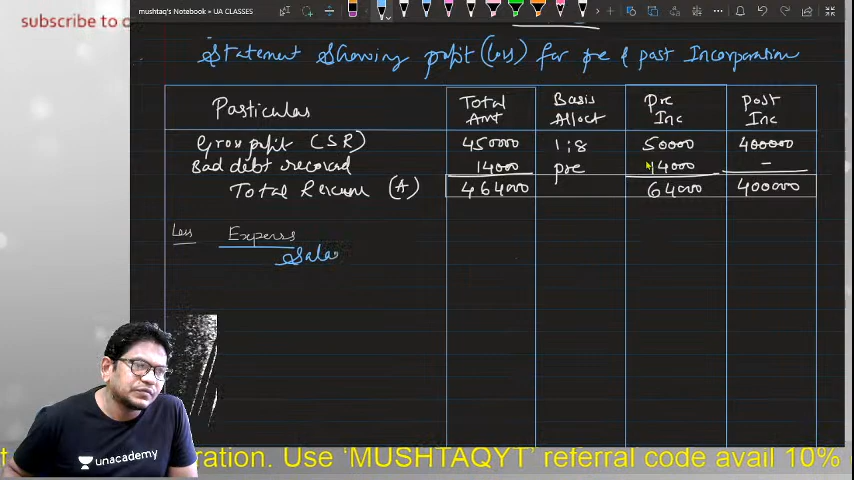 subscribe to
mushtaq's Notebook » UA CLASSES
Statement Showing profit (loss) for pre & post Incorporation
Particulas Total Amt Basis Alloct Pre Inc post Inc
Gross profit (SR) 450000 1:8 50000 400000
Bad debt recovered 14000 pre 14000 -
Total Revenue (A) 464000 64000 400000
Less Expenses
Sala
unacademy
ration. Use 'MUSHTAQYT' referral code avail 10%